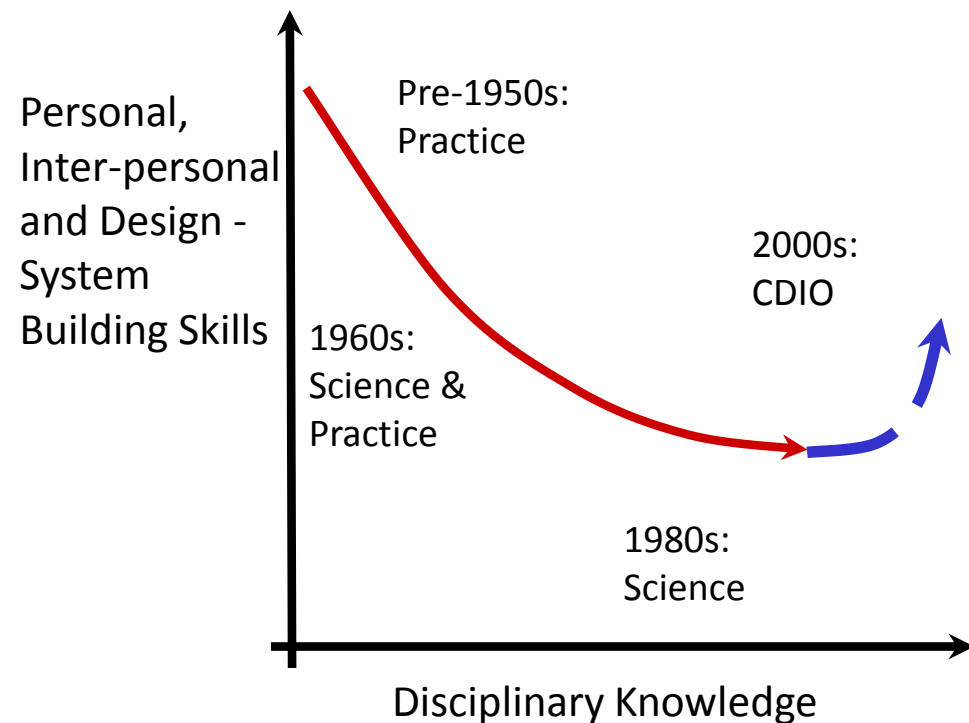 Personal,
Inter-personal
and Design -
System
Building Skills
Pre-1950s:
Practice
1960s:
Science &
Practice
2000s:
CDIO
1980s:
Science
Disciplinary Knowledge